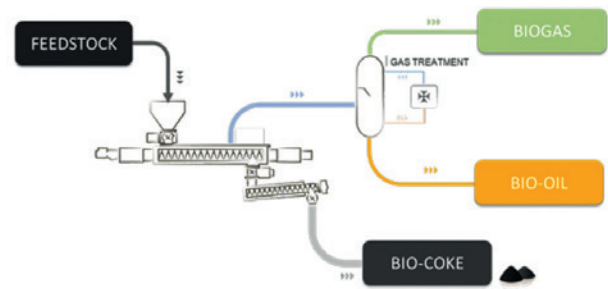 FEEDSTOCK
BIOGAS
GAS TREATMENT
BIO-OIL
BIO-COKE